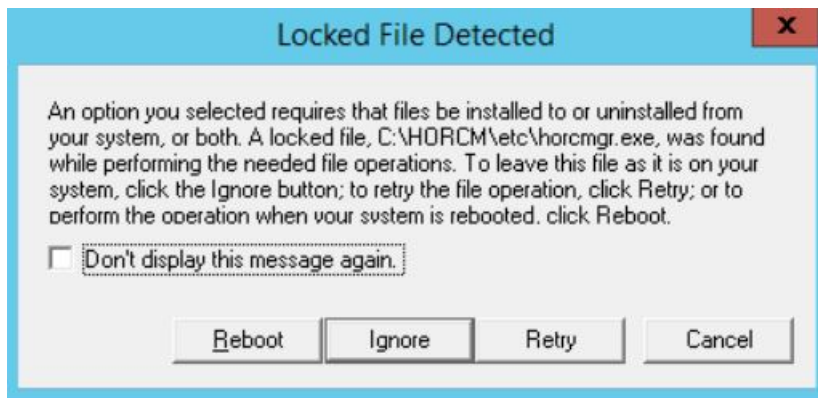 Locked File Detected
x
An option you selected requires that files be installed to or uninstalled from
your system, or both. A locked file, C:\HORCM\etc\horcmgr.exe, was found
while performing the needed file operations. To leave this file as it is on your
system, click the Ignore button; to retry the file operation, click Retry; or to
perform the operation when your system is rebooted, click Reboot.
Don't display this message again.
Reboot Ignore Retry Cancel